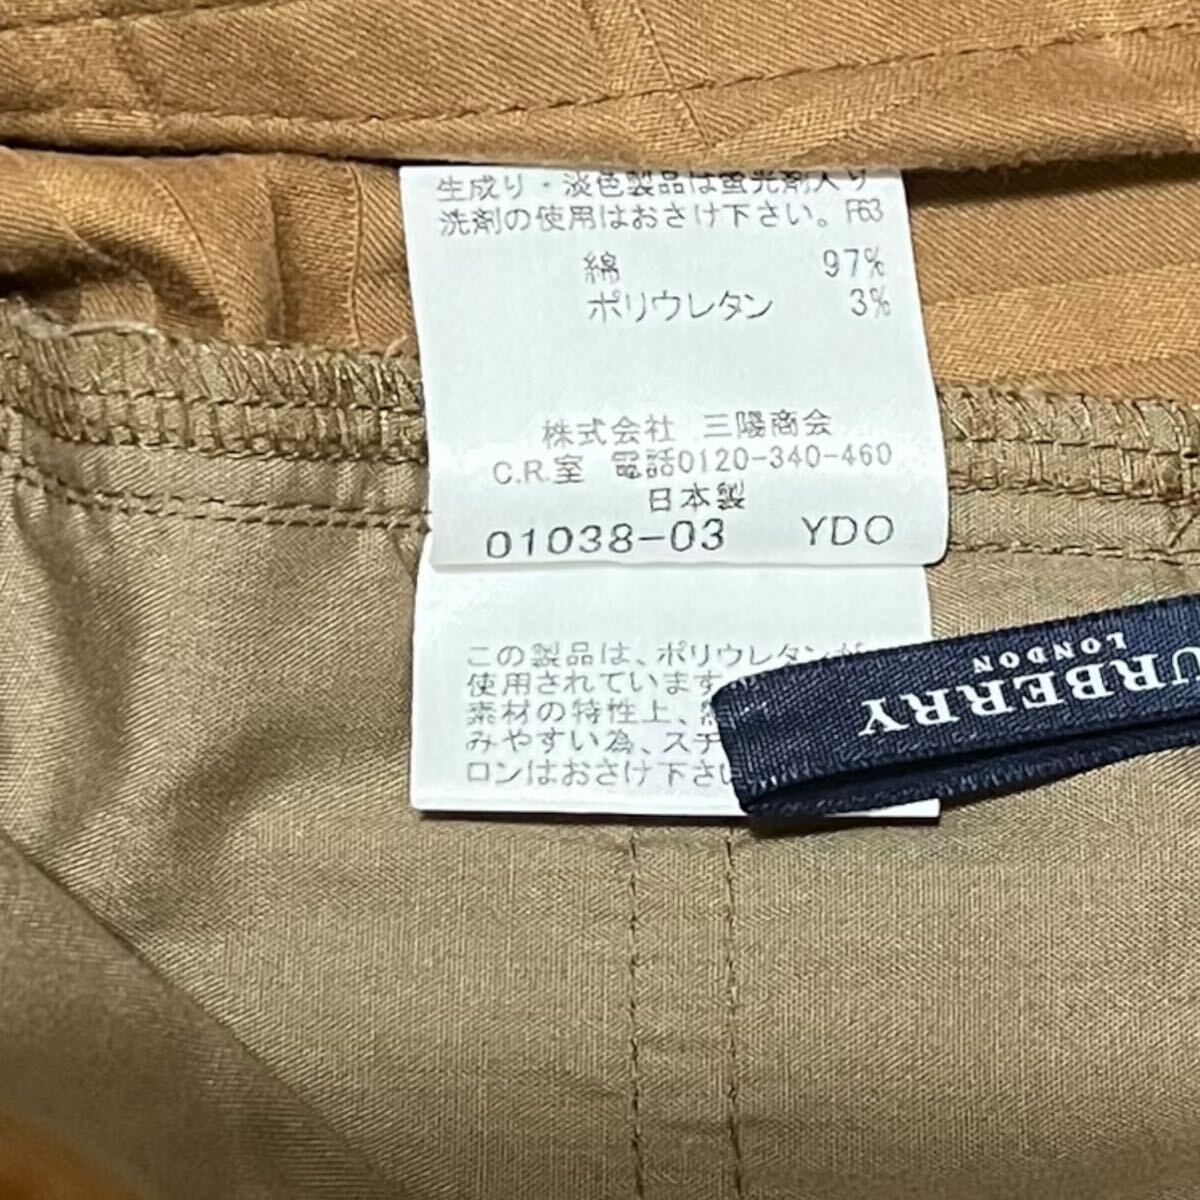 生成り・淡色製品は蛍光剤入り
洗剤の使用はおさけ下さい。F63
綿 97%
ポリウレタン 3%
株式会社 三陽商会
C.R.室 電話0120-340-460
日本製
01038-03 YDO
この製品は、ポリウレタンが
使用されています
素材の特性上、
みやすい為、スチ
ロンはおさけ下さい
URBERRY
LONDON